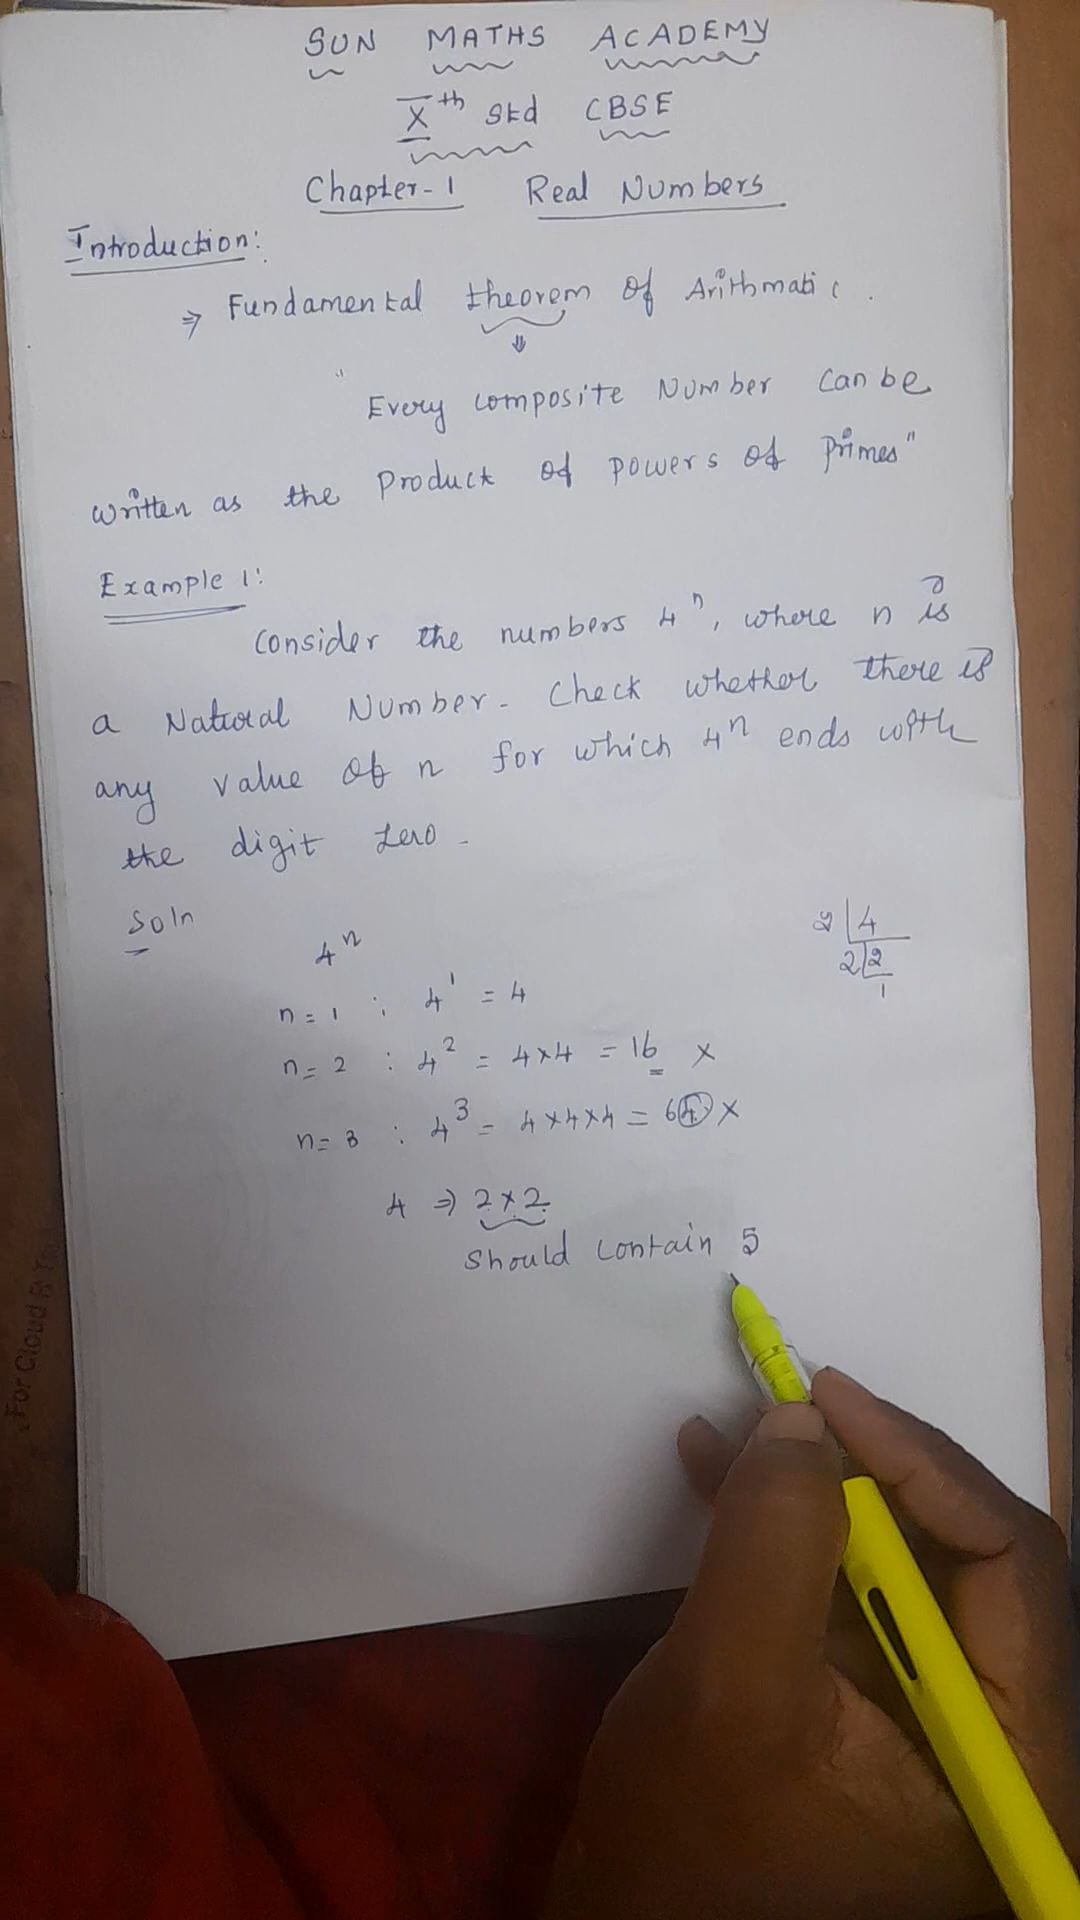 SUN MATHS ACADEMY
Xth Std CBSE
Chapter-1 Real Numbers
Introduction:
⇒ Fundamental theorem of Arithmatic.
⇓
"Every composite Number can be
written as the Product of powers of Primes"
Example 1:
Consider the numbers 4ⁿ, where n is
a Natural Number. Check whether there is
any value of n for which 4ⁿ ends with
the digit zero.
Soln
4ⁿ
2 | 4
2 | 2
1
n = 1 : 4¹ = 4
n = 2 : 4² = 4×4 = 16 ×
n = 3 : 4³ = 4×4×4 = 64 ×
4 ⇒ 2×2
Should contain 5